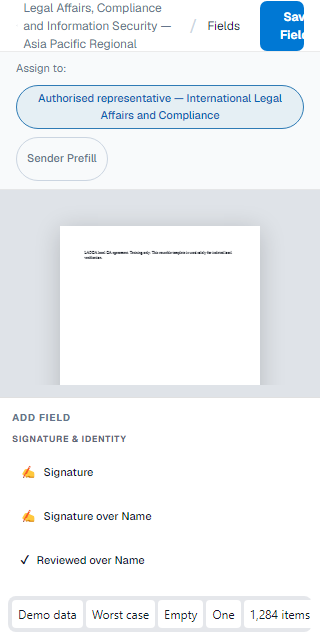 Legal Affairs, Compliance
and Information Security —
Asia Pacific Regional
/ Fields
Assign to:
Authorised representative — International Legal
Affairs and Compliance
Sender Prefill
ADD FIELD
SIGNATURE & IDENTITY
✍ Signature
✍ Signature over Name
✓ Reviewed over Name
Demo data Worst case Empty One 1,284 items